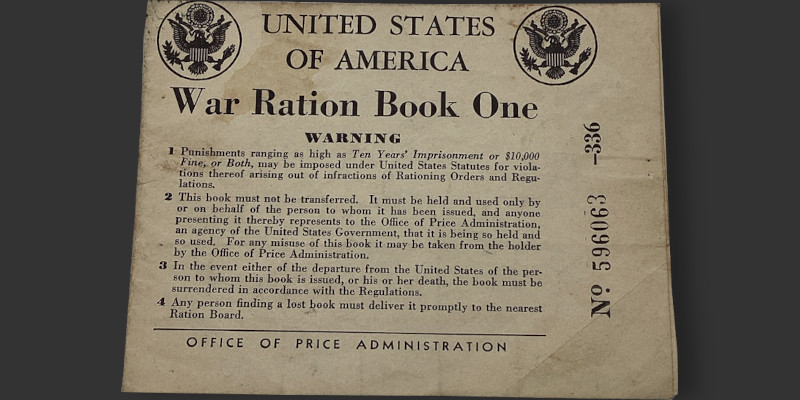 UNITED STATES
OF AMERICA
War Ration Book One
WARNING
1 Punishments ranging as high as Ten Years' Imprisonment or $10,000
Fine, or Both, may be imposed under United States Statutes for viola-
tions thereof arising out of infractions of Rationing Orders and Regu-
lations.
2 This book must not be transferred. It must be held and used only by
or on behalf of the person to whom it has been issued, and anyone
presenting it thereby represents to the Office of Price Administration,
an agency of the United States Government, that it is being so held and
so used. For any misuse of this book it may be taken from the holder
by the Office of Price Administration.
3 In the event either of the departure from the United States of the per-
son to whom this book is issued, or his or her death, the book must be
surrendered in accordance with the Regulations.
4 Any person finding a lost book must deliver it promptly to the nearest
Ration Board.
OFFICE OF PRICE ADMINISTRATION
Nº 596063 -336